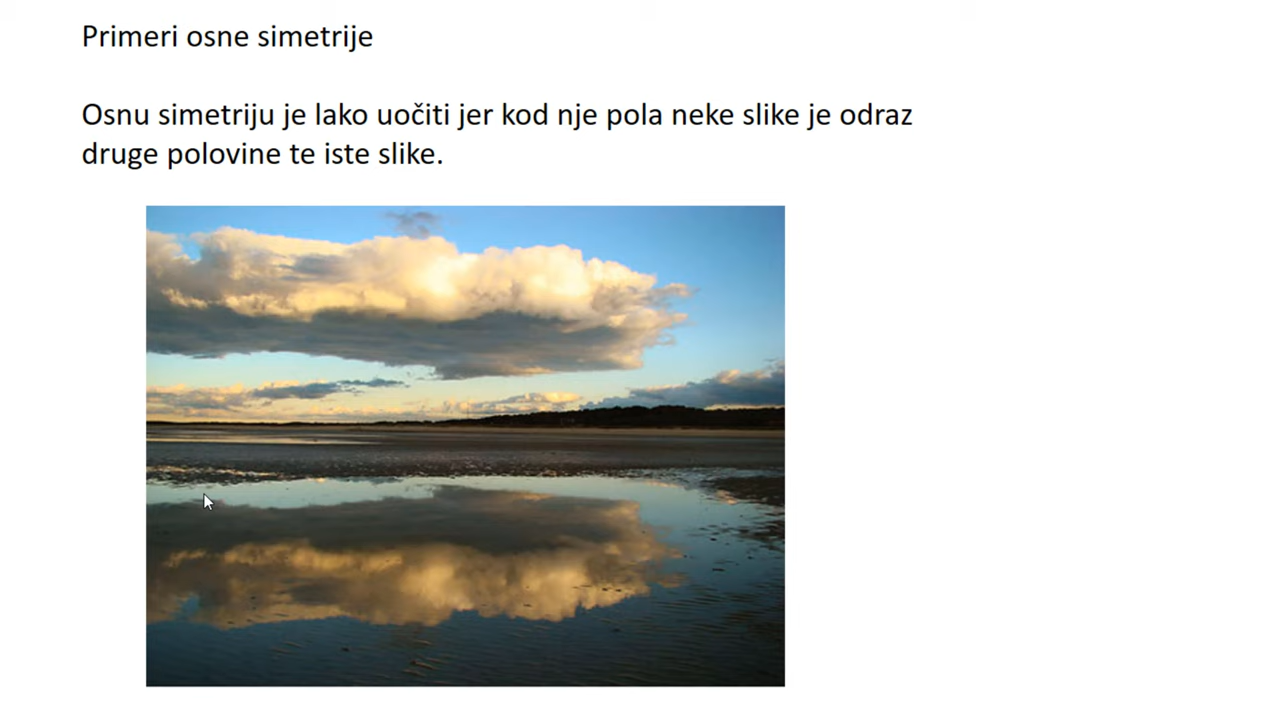 Primeri osne simetrije
Osnu simetriju je lako uočiti jer kod nje pola neke slike je odraz
druge polovine te iste slike.